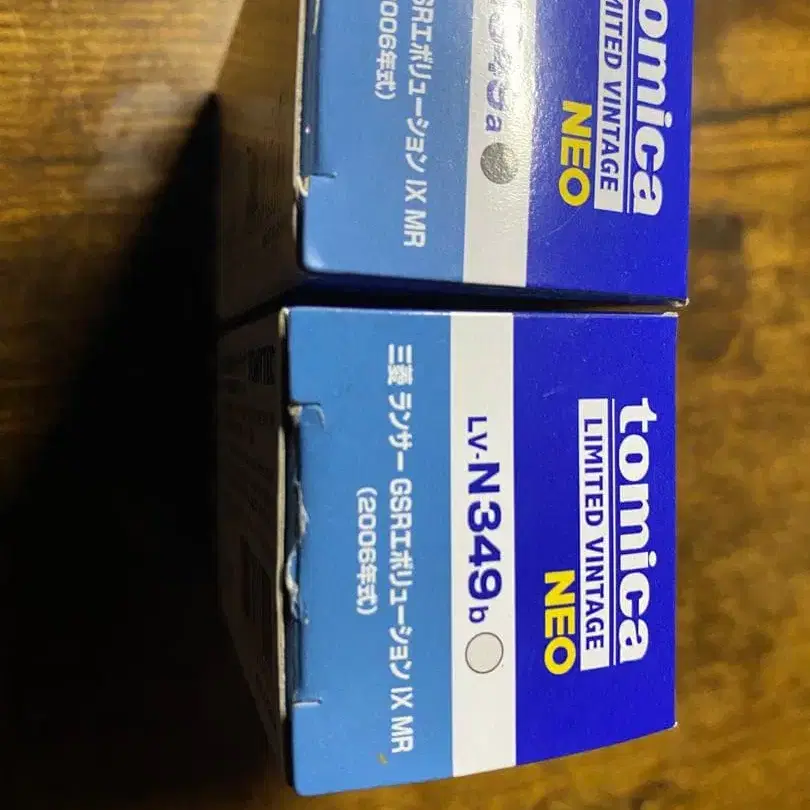 tomica
LIMITED VINTAGE
NEO
LV-N349b
三菱 ランサー GSRエボリューション IX MR
(2006年式)
tomica
MITED VINTAGE
NEO
349a
SRエボリューション IX MR
2006年式)